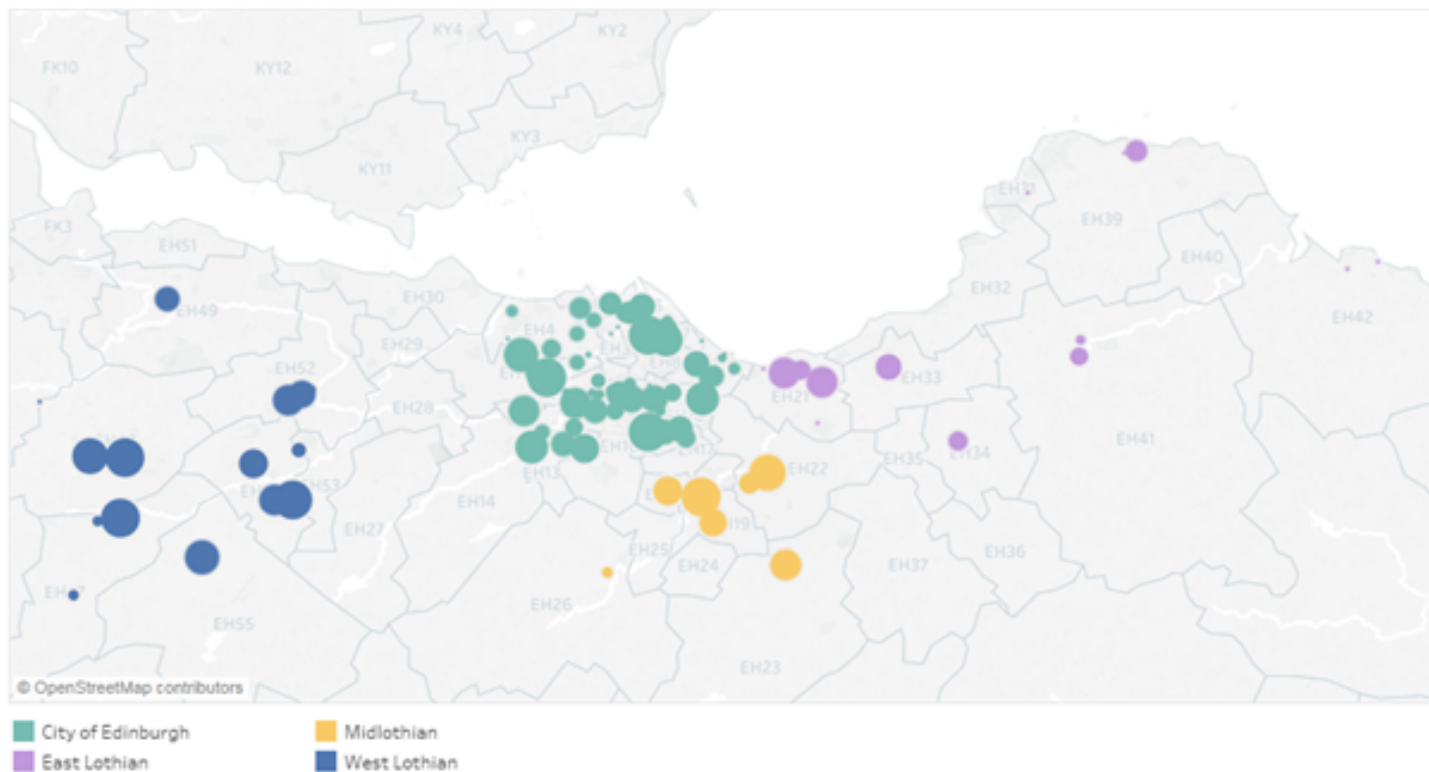 KY4
KY2
FK10
KY12
KY3
KY11
EH31
FK3
EH51
EH39
EH40
EH49
EH30
EH32
EH4
EH42
EH29
EH52
EH33
EH28
EH21
EH41
EH22
EH35
EH34
EH13
EH14
EH53
EH27
EH19
EH25
EH36
EH24
EH37
EH26
EH55
EH23
© OpenStreetMap contributors
City of Edinburgh
Midlothian
East Lothian
West Lothian